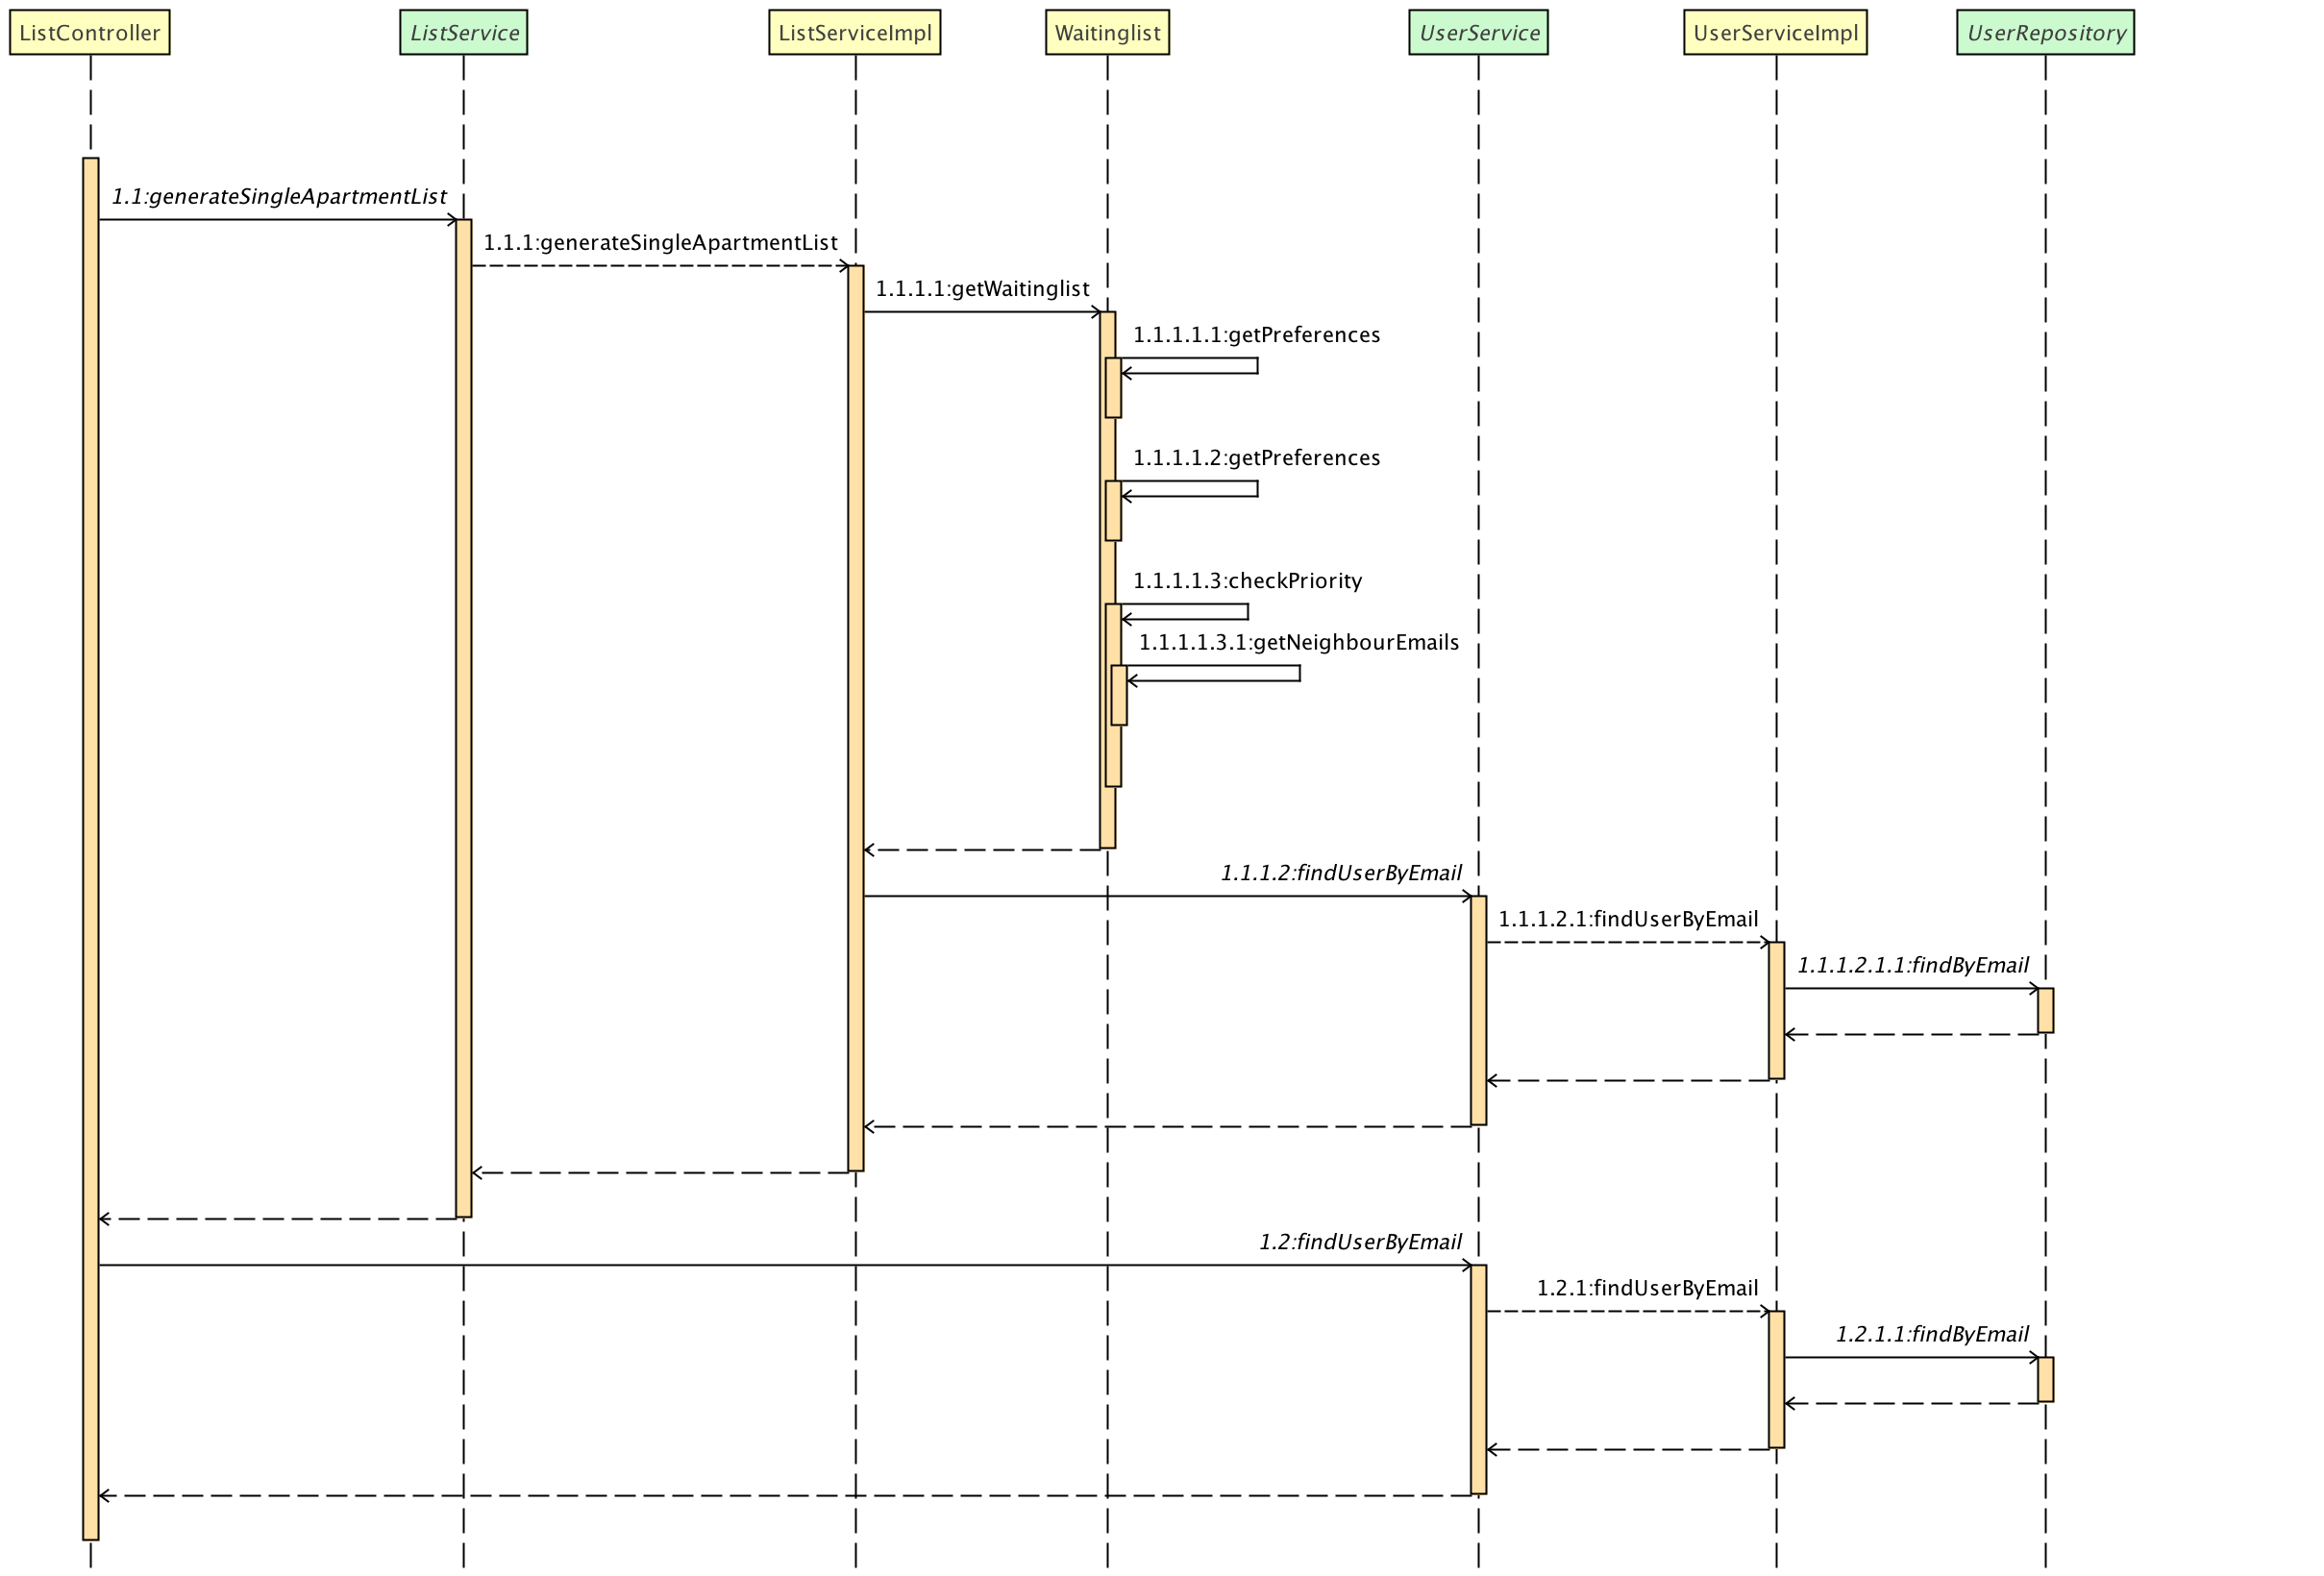 ListController
ListService
ListServiceImpl
Waitinglist
UserService
UserServiceImpl
UserRepository
1.1:generateSingleApartmentList
1.1.1:generateSingleApartmentList
1.1.1.1:getWaitinglist
1.1.1.1.1:getPreferences
1.1.1.1.2:getPreferences
1.1.1.1.3:checkPriority
1.1.1.1.3.1:getNeighbourEmails
1.1.1.2:findUserByEmail
1.1.1.2.1:findUserByEmail
1.1.1.2.1.1:findByEmail
1.2:findUserByEmail
1.2.1:findUserByEmail
1.2.1.1:findByEmail